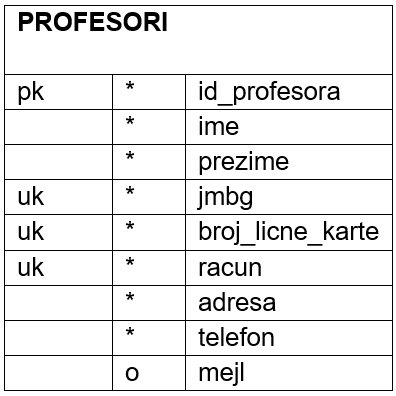 PROFESORI
pk * id_profesora
* ime
* prezime
uk * jmbg
uk * broj_licne_karte
uk * racun
* adresa
* telefon
o mejl